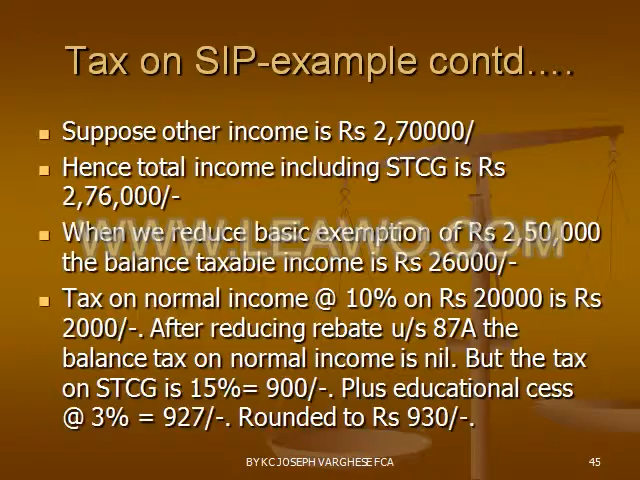 Tax on SIP-example contd....
Suppose other income is Rs 2,70000/
Hence total income including STCG is Rs
2,76,000/-
When we reduce basic exemption of Rs 2,50,000
the balance taxable income is Rs 26000/-
WWW.LEAWO.COM
Tax on normal income @ 10% on Rs 20000 is Rs
2000/-. After reducing rebate u/s 87A the
balance tax on normal income is nil. But the tax
on STCG is 15%= 900/-. Plus educational cess
@ 3% = 927/-. Rounded to Rs 930/-.
BY KC JOSEPH VARGHESE FCA
45